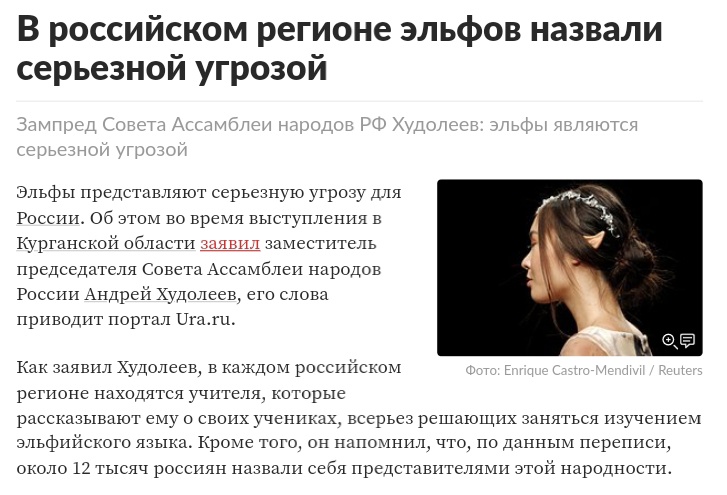 В российском регионе эльфов назвали
серьезной угрозой
Зампред Совета Ассамблеи народов РФ Худолеев: эльфы являются
серьезной угрозой
Эльфы представляют серьезную угрозу для
России. Об этом во время выступления в
Курганской области заявил заместитель
председателя Совета Ассамблеи народов
России Андрей Худолеев, его слова
приводит портал Ura.ru.
Фото: Enrique Castro-Mendivil / Reuters
Как заявил Худолеев, в каждом российском
регионе находятся учителя, которые
рассказывают ему о своих учениках, всерьез решающих заняться изучением
эльфийского языка. Кроме того, он напомнил, что, по данным переписи,
около 12 тысяч россиян назвали себя представителями этой народности.